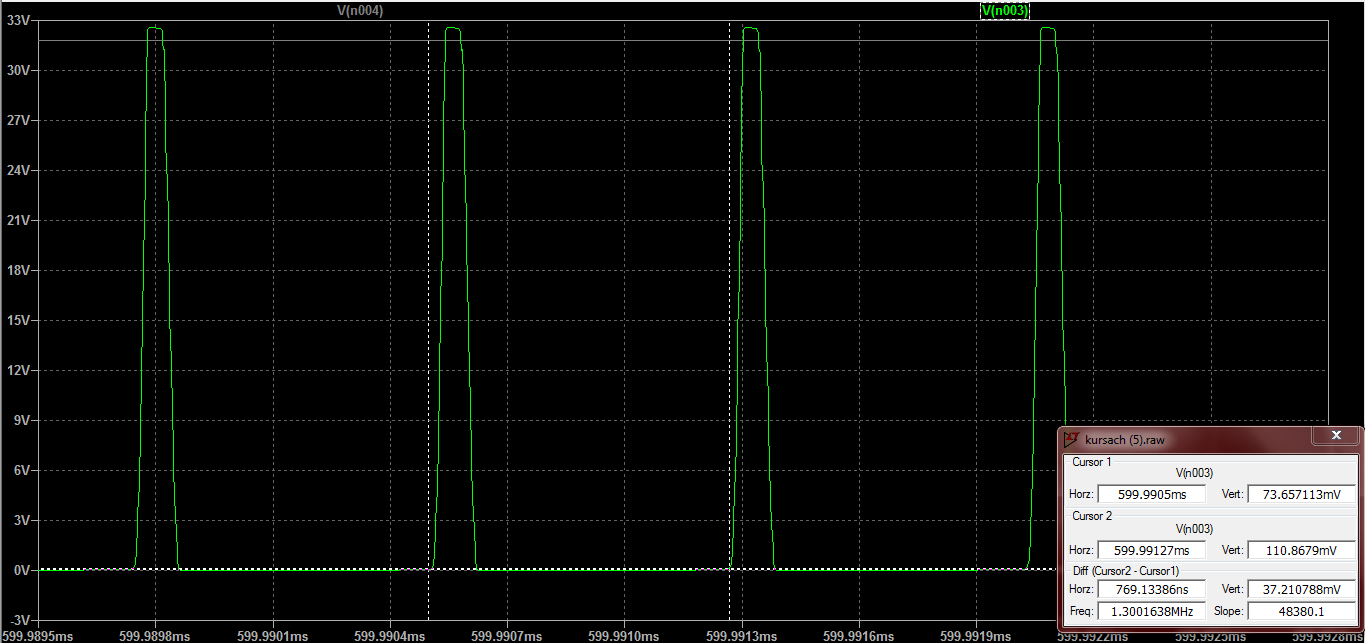 V(n004) V(n003)
33V
30V
27V
24V
21V
18V
15V
12V
9V
6V
3V
0V
-3V
599.9895ms 599.9898ms 599.9901ms 599.9904ms 599.9907ms 599.9910ms 599.9913ms 599.9916ms 599.9919ms 599.9922ms 599.9925ms 599.9928ms
kursach (5).raw
Cursor 1
V(n003)
Horz: 599.9905ms Vert: 73.657113mV
Cursor 2
V(n003)
Horz: 599.99127ms Vert: 110.8679mV
Diff (Cursor2 - Cursor1)
Horz: 769.13386ns Vert: 37.210788mV
Freq: 1.3001638MHz Slope: 48380.1